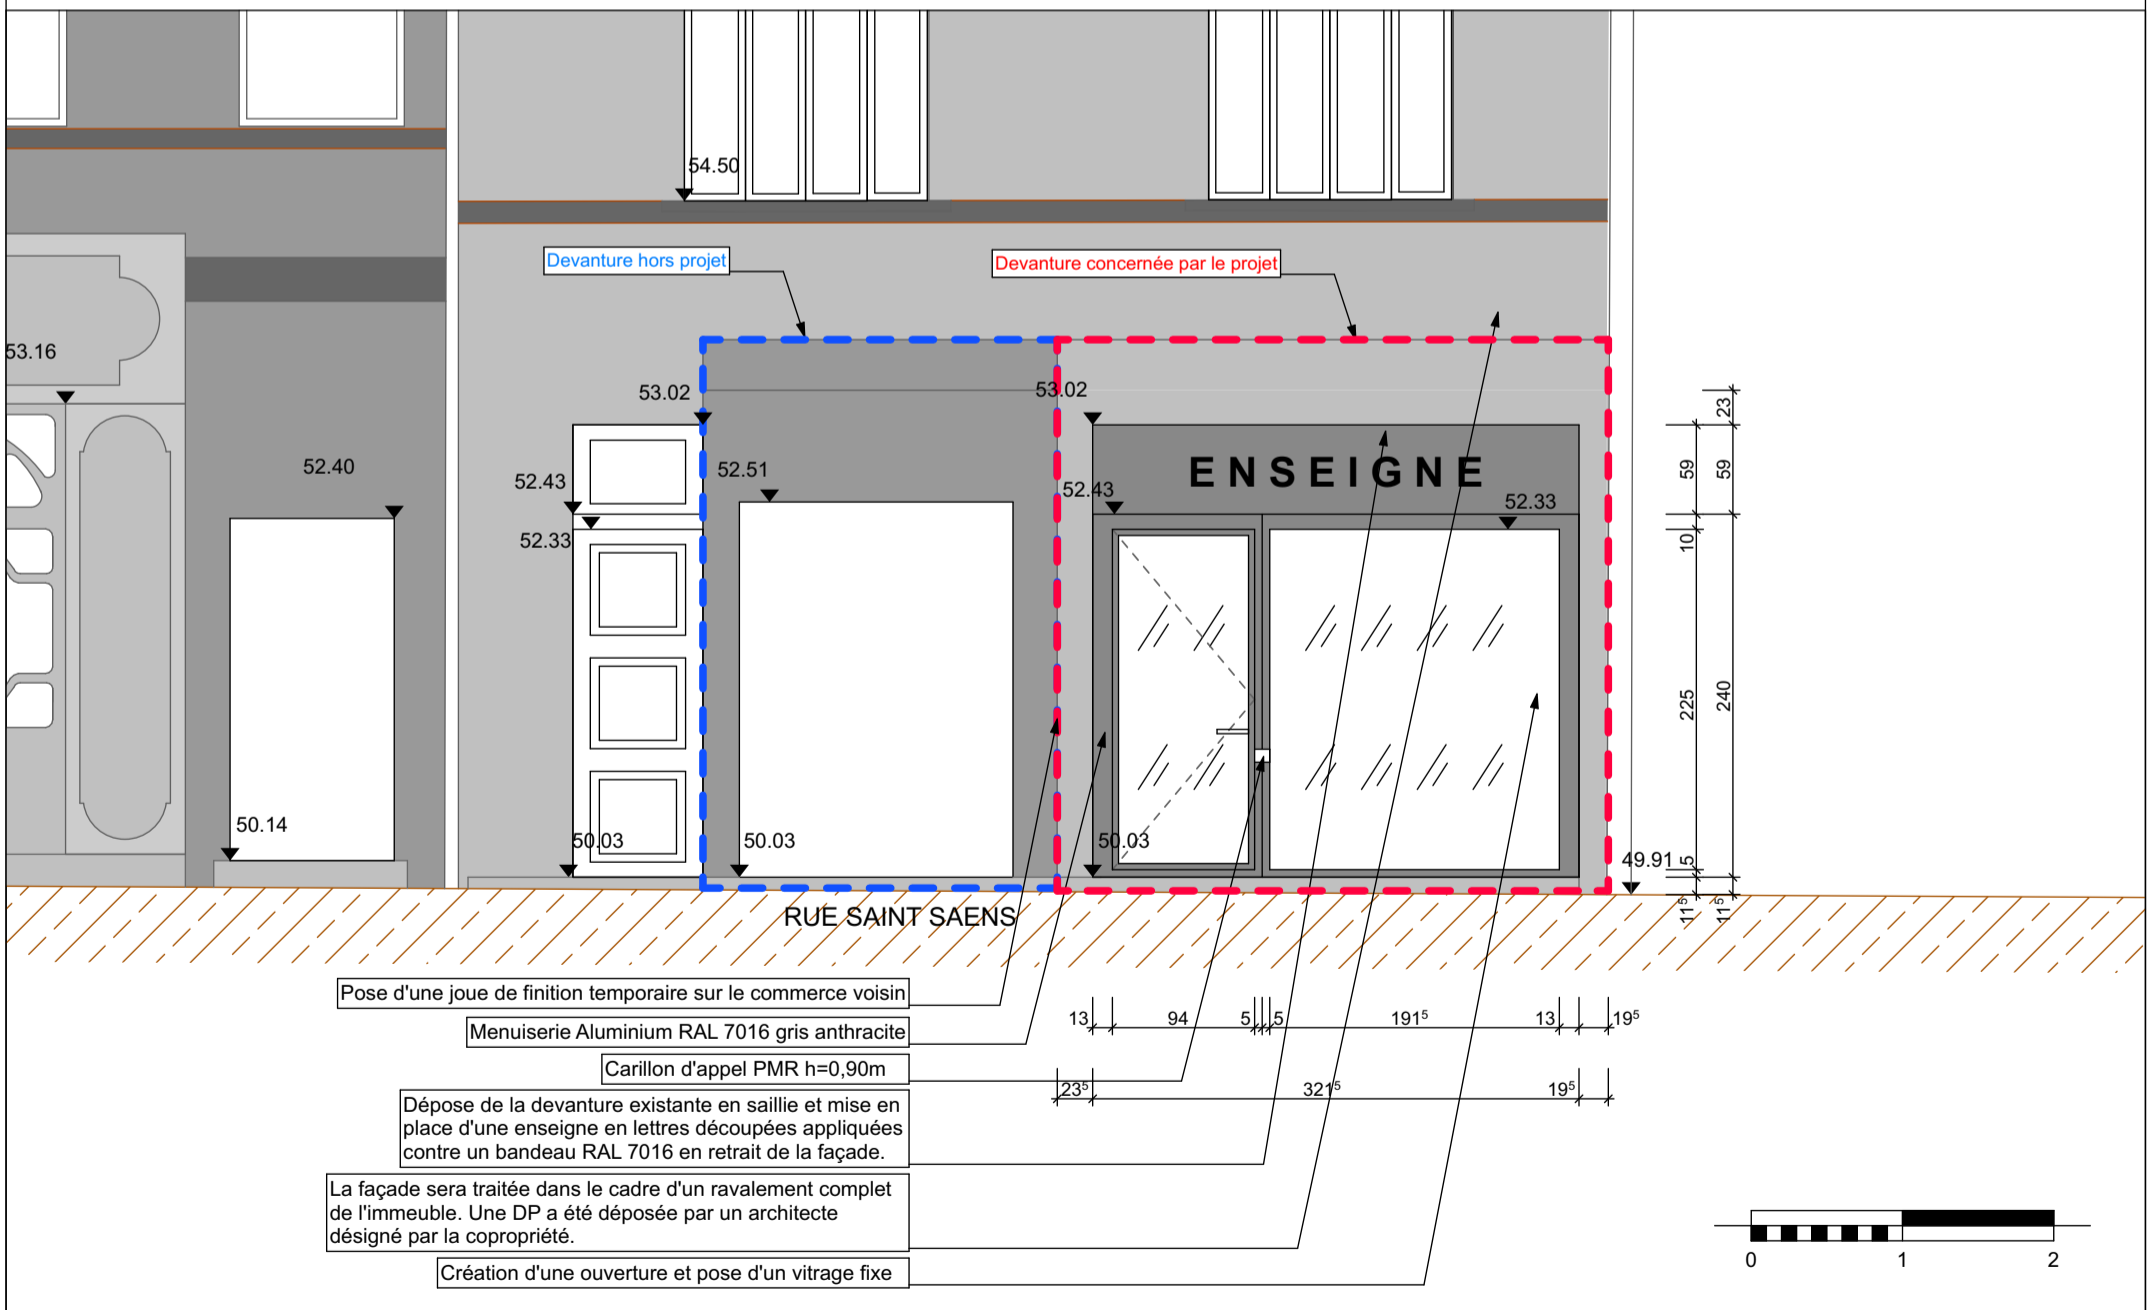 54.50
Devanture hors projet
Devanture concernée par le projet
53.16
53.02
53.02
23
52.40
52.43
52.51
52.43
ENSEIGNE
52.33
59
59
52.33
10
225
240
50.14
50.03
50.03
50.03
49.91
5
11⁵
11⁵
RUE SAINT SAENS
Pose d'une joue de finition temporaire sur le commerce voisin
Menuiserie Aluminium RAL 7016 gris anthracite
Carillon d'appel PMR h=0,90m
Dépose de la devanture existante en saillie et mise en
place d'une enseigne en lettres découpées appliquées
contre un bandeau RAL 7016 en retrait de la façade.
La façade sera traitée dans le cadre d'un ravalement complet
de l'immeuble. Une DP a été déposée par un architecte
désigné par la copropriété.
Création d'une ouverture et pose d'un vitrage fixe
13 94 5 5 191⁵ 13 19⁵
23⁵ 321⁵ 19⁵
0 1 2